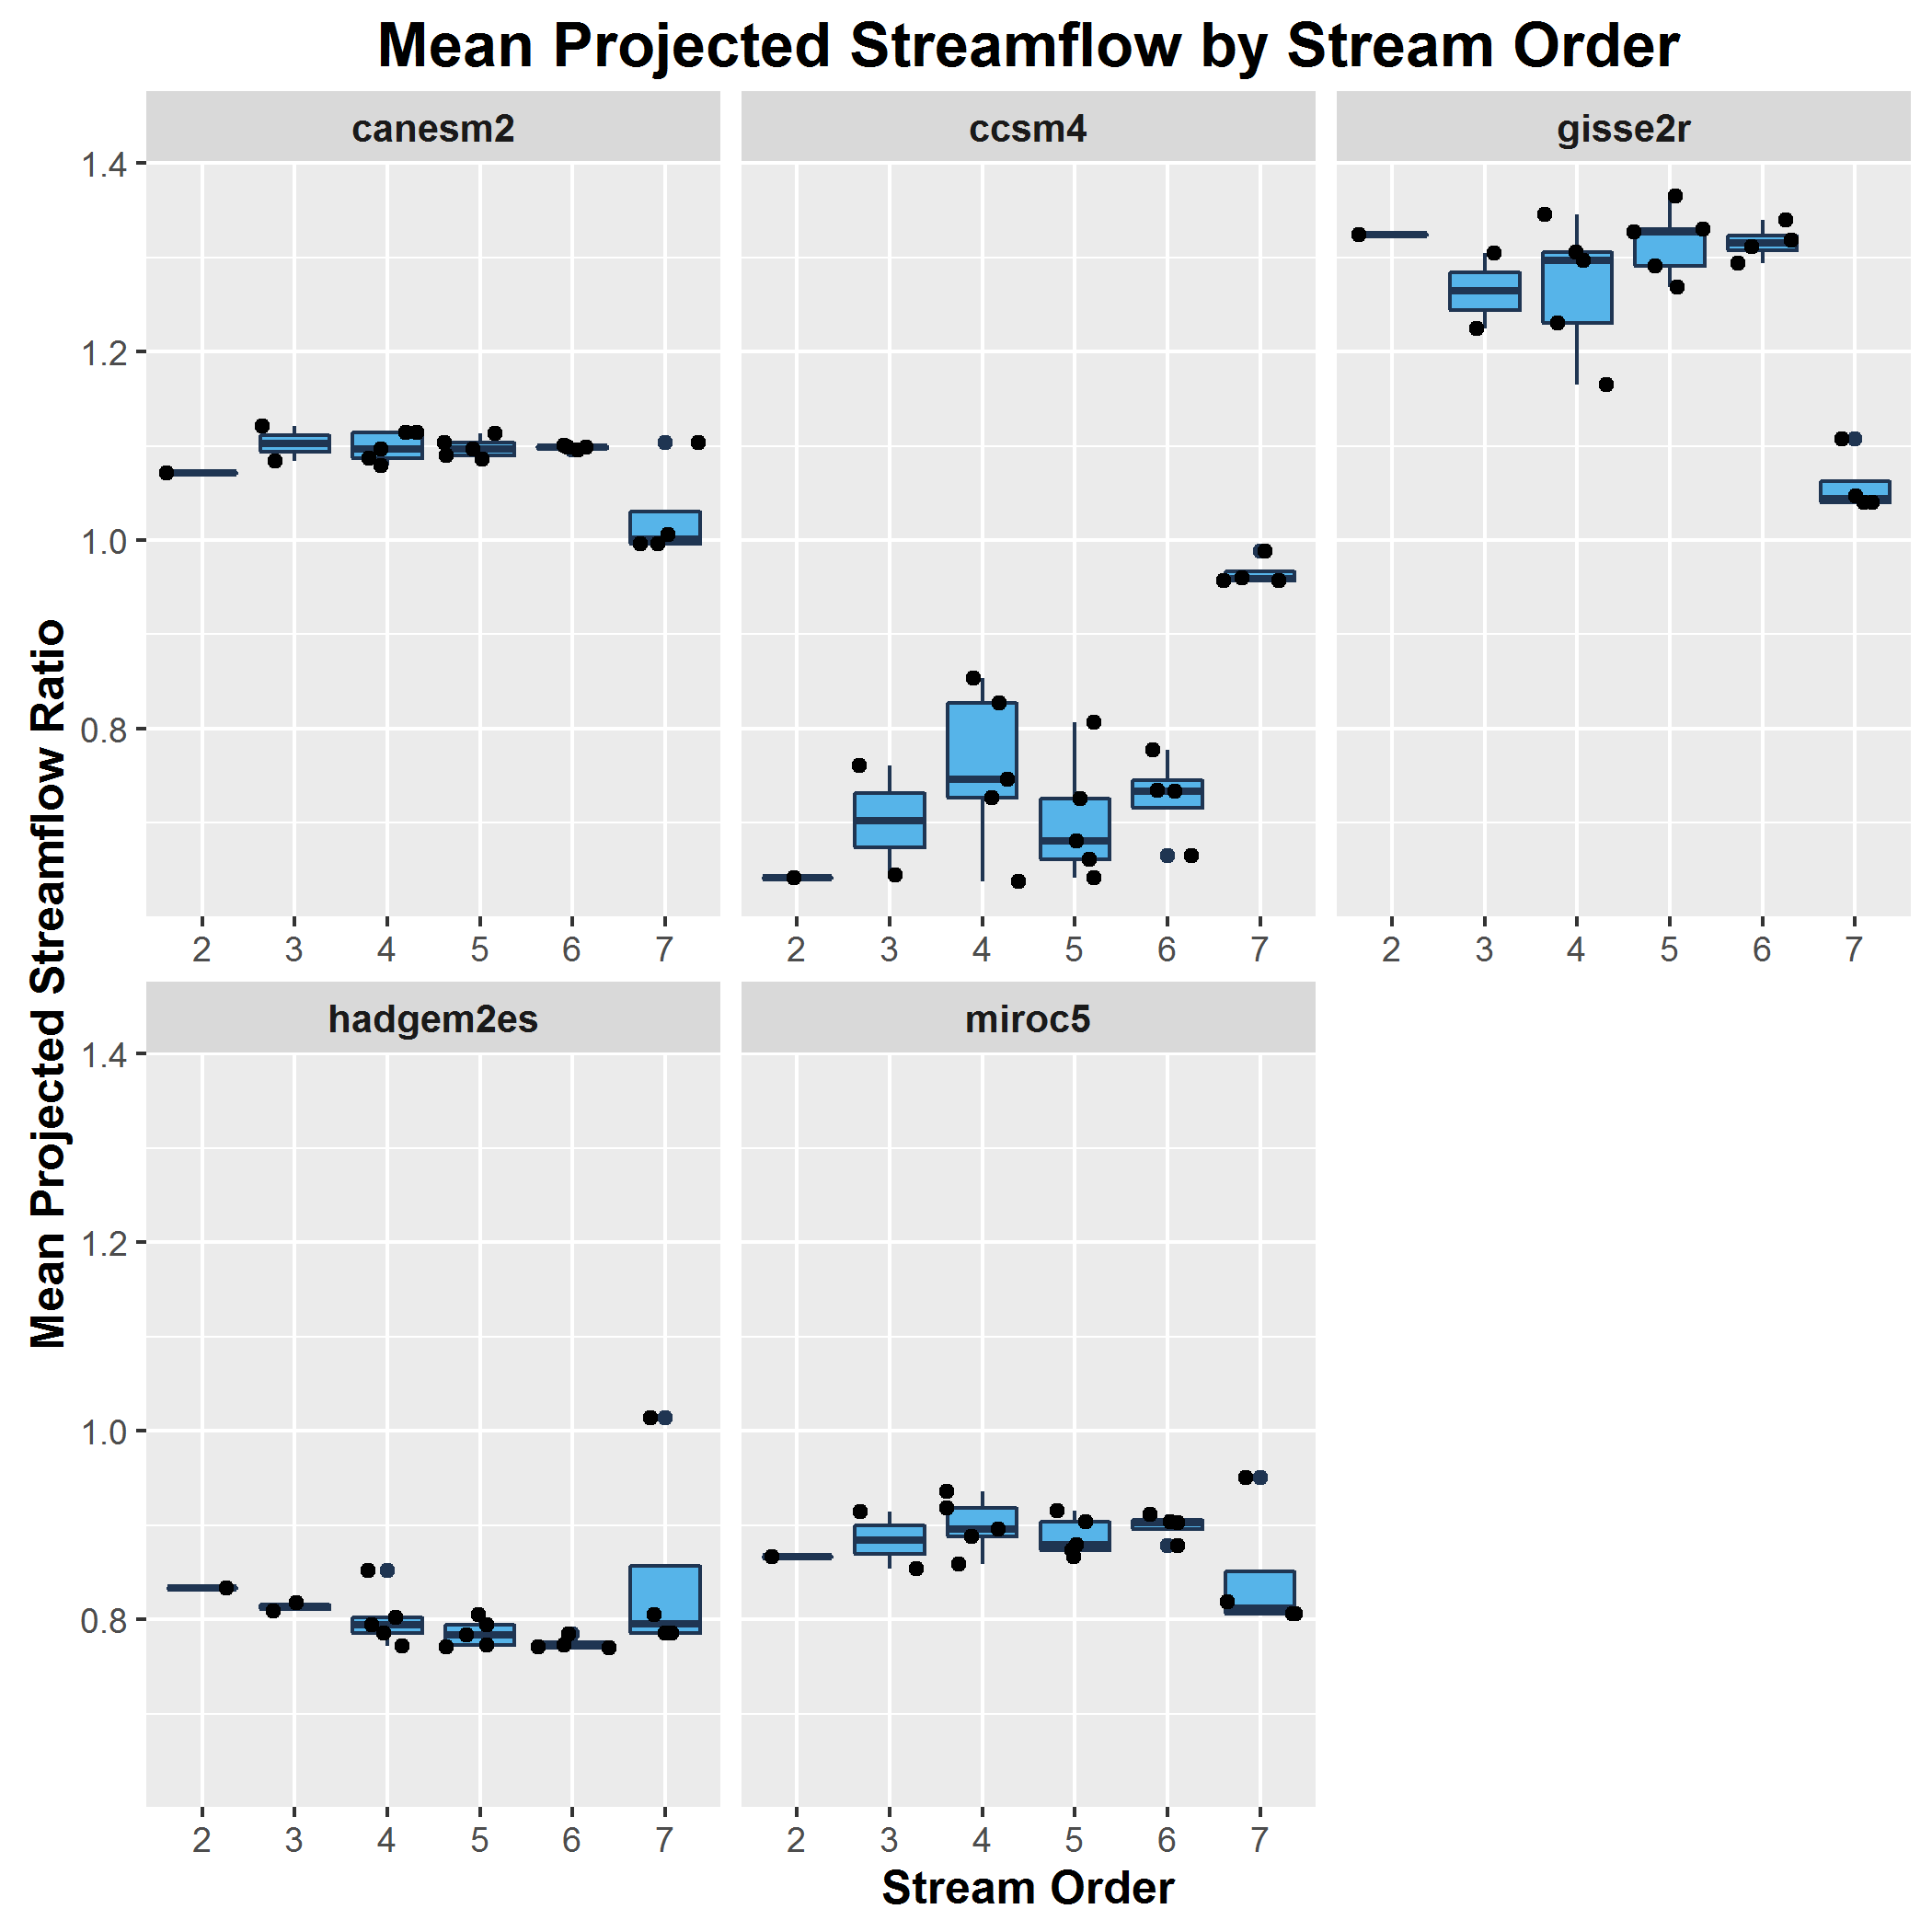 Mean Projected Streamflow by Stream Order
canesm2
ccsm4
gisse2r
1.4
1.2
1.0
0.8
2 3 4 5 6 7
2 3 4 5 6 7
2 3 4 5 6 7
Mean Projected Streamflow Ratio
hadgem2es
miroc5
1.4
1.2
1.0
0.8
2 3 4 5 6 7
2 3 4 5 6 7
Stream Order